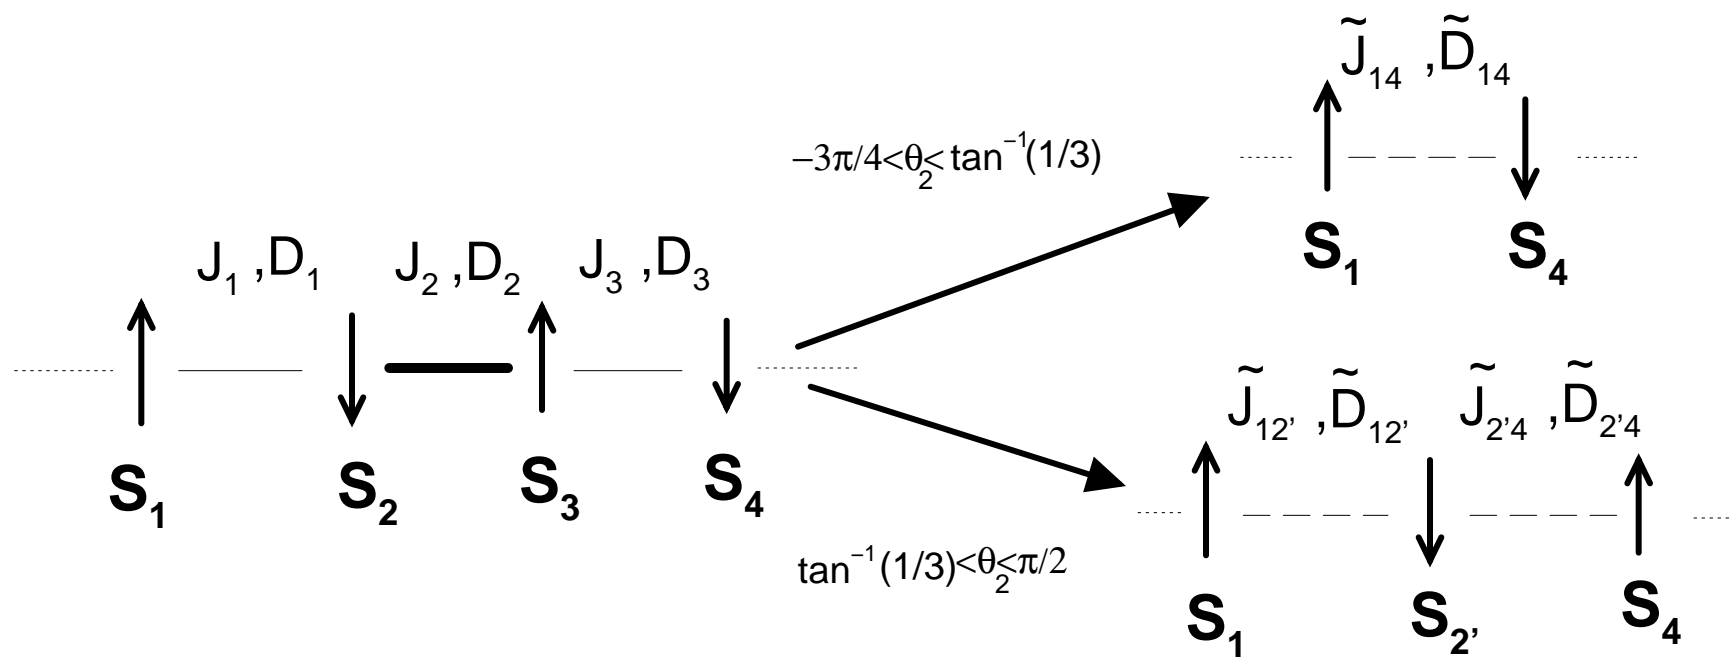 J₁ ,D₁ J₂ ,D₂ J₃ ,D₃
S₁ S₂ S₃ S₄
−3π/4<θ₂<tan⁻¹(1/3)
J̃₁₄ ,D̃₁₄
S₁ S₄
tan⁻¹(1/3)<θ₂<π/2
J̃₁₂’ ,D̃₁₂’ J̃₂’₄ ,D̃₂’₄
S₁ S₂’ S₄